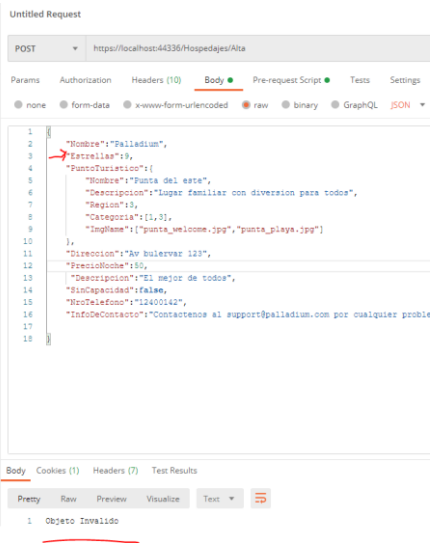 Untitled Request
POST https://localhost:44336/Hospedajes/Alta
Params Authorization Headers (10) Body Pre-request Script Tests Settings
none form-data x-www-form-urlencoded raw binary GraphQL JSON
1 {
2 "Nombre":"Palladium",
3 "Estrellas":9,
4 "PuntoTuristico":{
5 "Nombre":"Punta del este",
6 "Descripcion":"Lugar familiar con diversion para todos",
7 "Region":3,
8 "Categoria":[1,3],
9 "ImgName":["punta_welcome.jpg","punta_playa.jpg"]
10 },
11 "Direccion":"Av bulervar 123",
12 "PrecioNoche":50,
13 "Descripcion":"El mejor de todos",
14 "SinCapacidad":false,
15 "NroTelefono":"12400142",
16 "InfoDeContacto":"Contactenos al support@palladium.com por cualquier proble
17
18 }
Body Cookies (1) Headers (7) Test Results
Pretty Raw Preview Visualize Text
1 Objeto Invalido